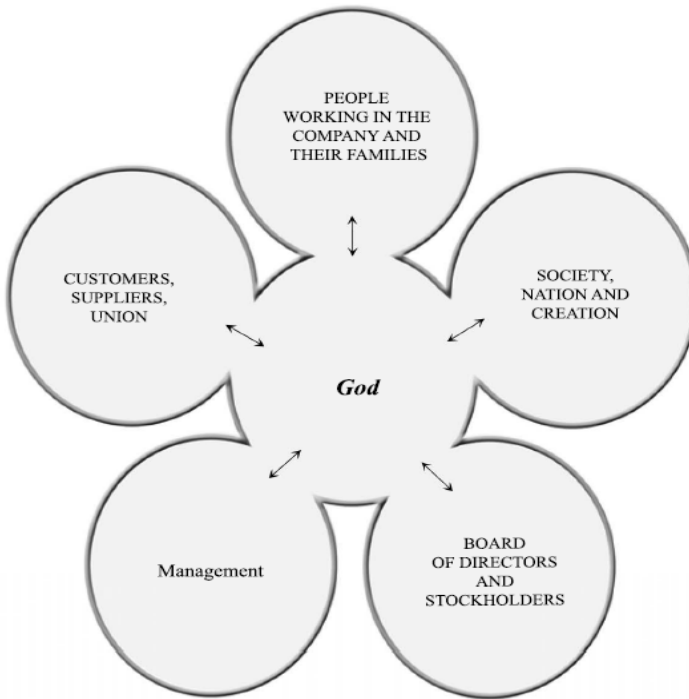 PEOPLE
WORKING IN THE
COMPANY AND
THEIR FAMILIES
CUSTOMERS,
SUPPLIERS,
UNION
SOCIETY,
NATION AND
CREATION
God
Management
BOARD
OF DIRECTORS
AND
STOCKHOLDERS